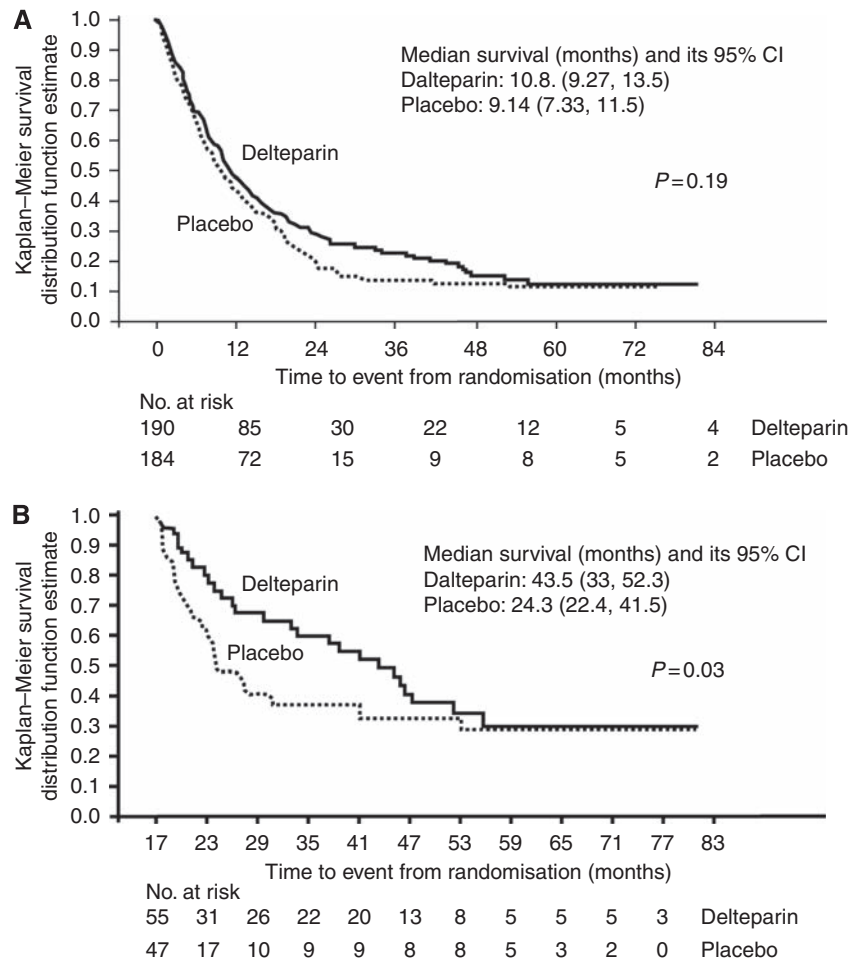 A
Kaplan–Meier survival
distribution function estimate
1.0
0.9
0.8
0.7
0.6
0.5
0.4
0.3
0.2
0.1
0.0
Median survival (months) and its 95% CI
Dalteparin: 10.8. (9.27, 13.5)
Placebo: 9.14 (7.33, 11.5)
Delteparin
P=0.19
Placebo
0 12 24 36 48 60 72 84
Time to event from randomisation (months)
No. at risk
190 85 30 22 12 5 4 Delteparin
184 72 15 9 8 5 2 Placebo
B
Kaplan–Meier survival
distribution function estimate
1.0
0.9
0.8
0.7
0.6
0.5
0.4
0.3
0.2
0.1
0.0
Median survival (months) and its 95% CI
Dalteparin: 43.5 (33, 52.3)
Placebo: 24.3 (22.4, 41.5)
Delteparin
Placebo
P=0.03
17 23 29 35 41 47 53 59 65 71 77 83
Time to event from randomisation (months)
No. at risk
55 31 26 22 20 13 8 5 5 5 3 Delteparin
47 17 10 9 9 8 8 5 3 2 0 Placebo